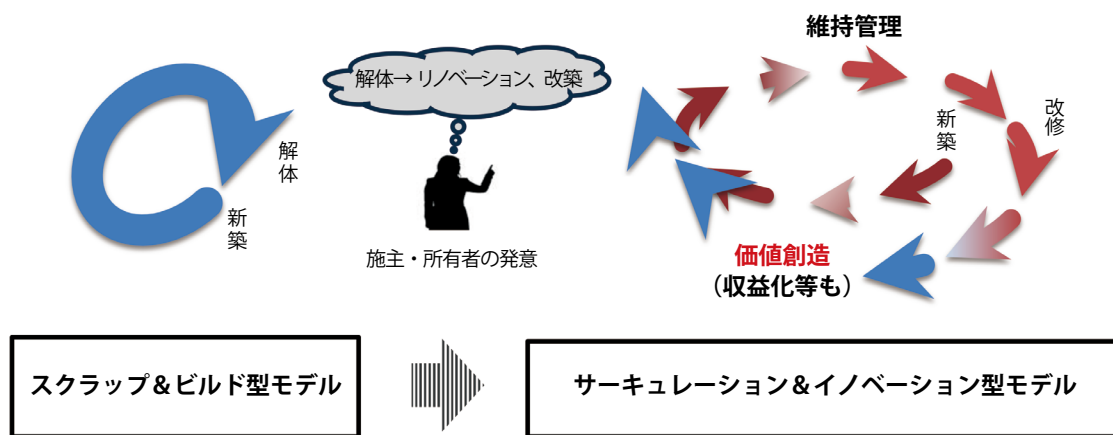 解体
新築
解体→リノベーション、改築
施主・所有者の発意
維持管理
新築
改修
価値創造
（収益化等も）
スクラップ＆ビルド型モデル
サーキュレーション＆イノベーション型モデル